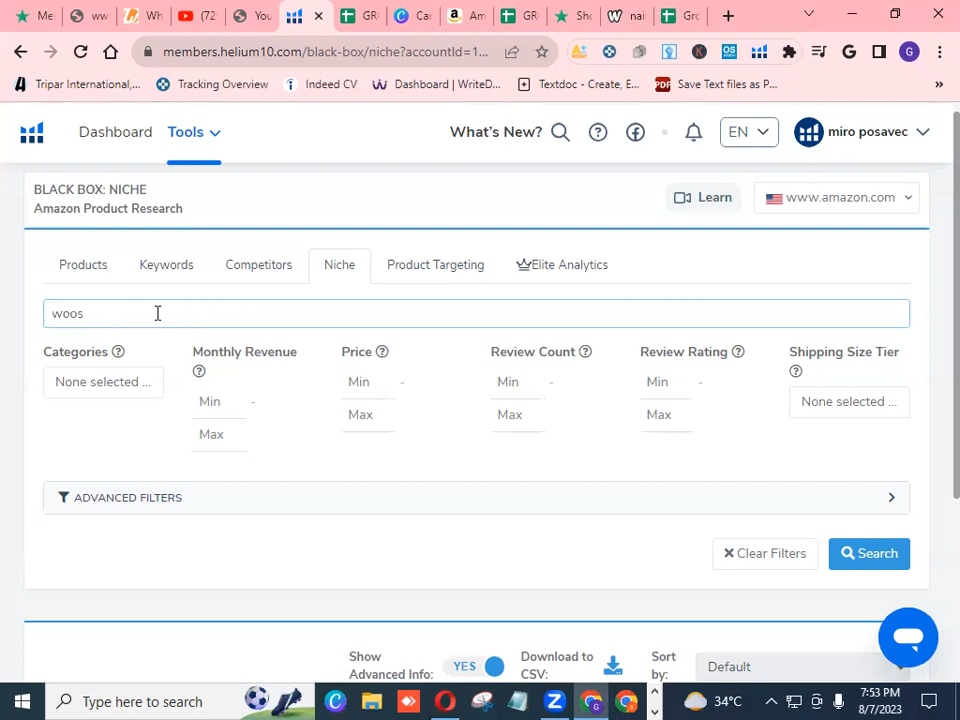 Me
ww
Wh
(72
You
GR
Car
Am
GR
Sho
nai
Gro
members.helium10.com/black-box/niche?accountId=1...
G
Tripar International,...
Tracking Overview
Indeed CV
Dashboard | WriteD...
Textdoc - Create, E...
Save Text files as P...
»
Dashboard
Tools
What's New?
EN
miro posavec
BLACK BOX: NICHE
Amazon Product Research
Learn
www.amazon.com
Products
Keywords
Competitors
Niche
Product Targeting
Elite Analytics
woos
Categories
Monthly Revenue
Price
Review Count
Review Rating
Shipping Size Tier
None selected ...
Min -
Max
Min -
Max
Min -
Max
Min -
Max
None selected ...
ADVANCED FILTERS
Clear Filters
Search
Show
Advanced Info:
YES
Download to
CSV:
Sort
by:
Default
Type here to search
34°C
7:53 PM
8/7/2023